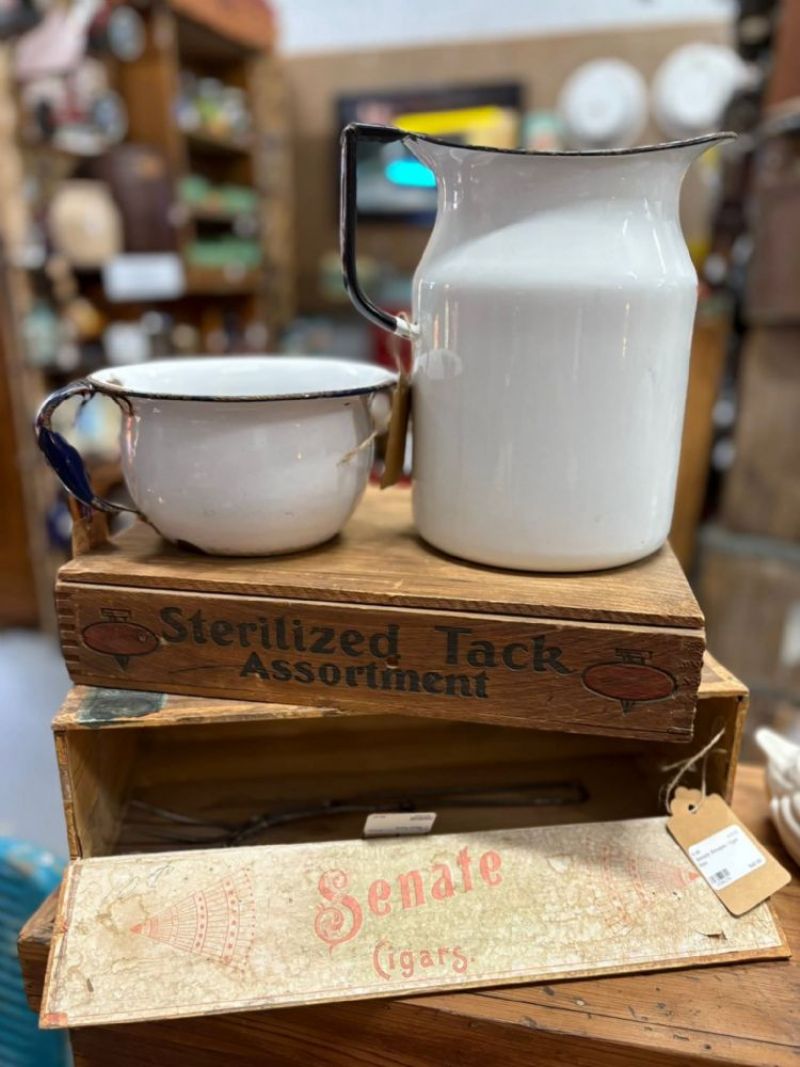 Sterilized Tack
Assortment
Senate
Cigars.